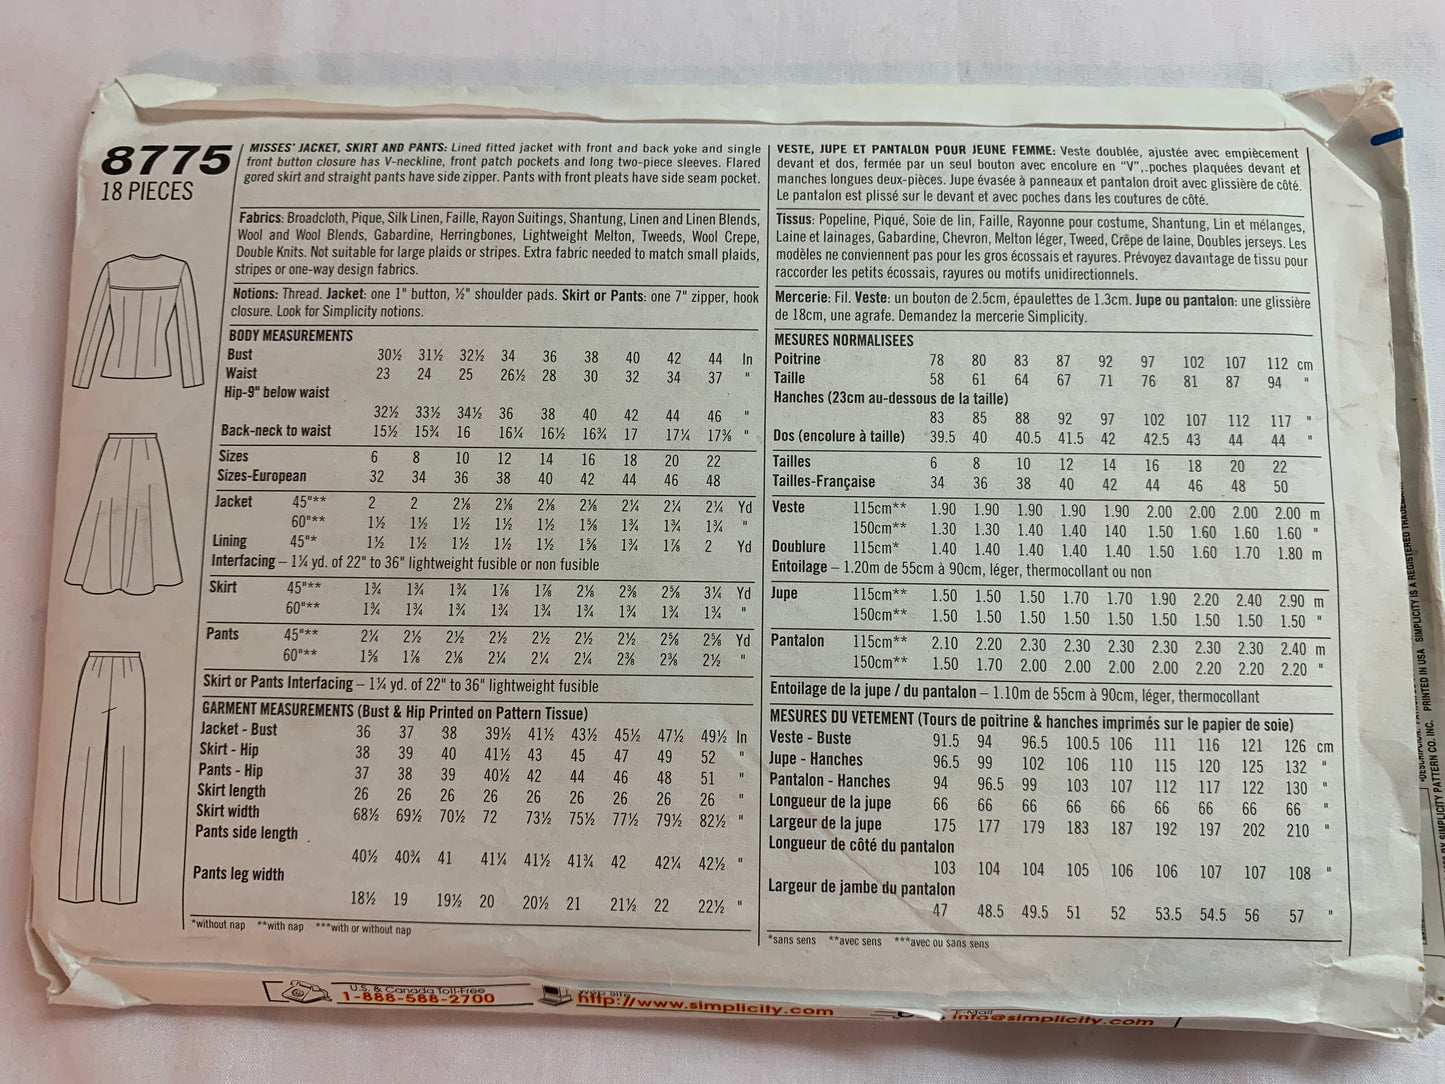 8775
18 PIECES
MISSES' JACKET, SKIRT AND PANTS: Lined fitted jacket with front and back yoke and single
front button closure has V-neckline, front patch pockets and long two-piece sleeves. Flared
gored skirt and straight pants have side zipper. Pants with front pleats have side seam pocket.
Fabrics: Broadcloth, Pique, Silk Linen, Faille, Rayon Suitings, Shantung, Linen and Linen Blends,
Wool and Wool Blends, Gabardine, Herringbones, Lightweight Melton, Tweeds, Wool Crepe,
Double Knits. Not suitable for large plaids or stripes. Extra fabric needed to match small plaids,
stripes or one-way design fabrics.
Notions: Thread. Jacket: one 1" button, ½" shoulder pads. Skirt or Pants: one 7" zipper, hook
closure. Look for Simplicity notions.
BODY MEASUREMENTS
Bust 30½ 31½ 32½ 34 36 38 40 42 44 In
Waist 23 24 25 26½ 28 30 32 34 37 "
Hip-9" below waist
32½ 33½ 34½ 36 38 40 42 44 46 "
Back-neck to waist 15½ 15¾ 16 16¼ 16½ 16¾ 17 17¼ 17⅜ "
Sizes 6 8 10 12 14 16 18 20 22
Sizes-European 32 34 36 38 40 42 44 46 48
Jacket 45"** 2 2 2⅛ 2⅛ 2⅛ 2⅛ 2¼ 2¼ 2¼ Yd
60"** 1½ 1½ 1½ 1½ 1½ 1⅝ 1¾ 1¾ 1¾ "
Lining 45"* 1½ 1½ 1½ 1½ 1½ 1⅝ 1¾ 1⅞ 2 Yd
Interfacing – 1¼ yd. of 22" to 36" lightweight fusible or non fusible
Skirt 45"** 1¾ 1¾ 1¾ 1⅞ 1⅞ 2⅛ 2⅜ 2⅝ 3¼ Yd
60"** 1¾ 1¾ 1¾ 1¾ 1¾ 1¾ 1¾ 1¾ 1¾ "
Pants 45"** 2¼ 2½ 2½ 2½ 2½ 2½ 2½ 2⅝ 2⅝ Yd
60"** 1⅝ 1⅞ 2⅛ 2¼ 2¼ 2¼ 2⅜ 2⅜ 2½ "
Skirt or Pants Interfacing – 1¼ yd. of 22" to 36" lightweight fusible
GARMENT MEASUREMENTS (Bust & Hip Printed on Pattern Tissue)
Jacket - Bust 36 37 38 39½ 41½ 43½ 45½ 47½ 49½ In
Skirt - Hip 38 39 40 41½ 43 45 47 49 52 "
Pants - Hip 37 38 39 40½ 42 44 46 48 51 "
Skirt length 26 26 26 26 26 26 26 26 26 "
Skirt width 68½ 69½ 70½ 72 73½ 75½ 77½ 79½ 82½ "
Pants side length
40½ 40¾ 41 41¼ 41½ 41¾ 42 42¼ 42½ "
Pants leg width
18½ 19 19½ 20 20½ 21 21½ 22 22½ "
*without nap **with nap ***with or without nap
VESTE, JUPE ET PANTALON POUR JEUNE FEMME: Veste doublée, ajustée avec empiècement
devant et dos, fermée par un seul bouton avec encolure en "V",.poches plaquées devant et
manches longues deux-pièces. Jupe évasée à panneaux et pantalon droit avec glissière de côté.
Le pantalon est plissé sur le devant et avec poches dans les coutures de côté.
Tissus: Popeline, Piqué, Soie de lin, Faille, Rayonne pour costume, Shantung, Lin et mélanges,
Laine et lainages, Gabardine, Chevron, Melton léger, Tweed, Crêpe de laine, Doubles jerseys. Les
modèles ne conviennent pas pour les gros écossais et rayures. Prévoyez davantage de tissu pour
raccorder les petits écossais, rayures ou motifs unidirectionnels.
Mercerie: Fil. Veste: un bouton de 2.5cm, épaulettes de 1.3cm. Jupe ou pantalon: une glissière
de 18cm, une agrafe. Demandez la mercerie Simplicity.
MESURES NORMALISEES
Poitrine 78 80 83 87 92 97 102 107 112 cm
Taille 58 61 64 67 71 76 81 87 94 "
Hanches (23cm au-dessous de la taille)
83 85 88 92 97 102 107 112 117 "
Dos (encolure à taille) 39.5 40 40.5 41.5 42 42.5 43 44 44 "
Tailles 6 8 10 12 14 16 18 20 22
Tailles-Française 34 36 38 40 42 44 46 48 50
Veste 115cm** 1.90 1.90 1.90 1.90 1.90 2.00 2.00 2.00 2.00 m
150cm** 1.30 1.30 1.40 1.40 140 1.50 1.60 1.60 1.60 "
Doublure 115cm* 1.40 1.40 1.40 1.40 1.40 1.50 1.60 1.70 1.80 m
Entoilage – 1.20m de 55cm à 90cm, léger, thermocollant ou non
Jupe 115cm** 1.50 1.50 1.50 1.70 1.70 1.90 2.20 2.40 2.90 m
150cm** 1.50 1.50 1.50 1.50 1.50 1.50 1.50 1.50 1.50 "
Pantalon 115cm** 2.10 2.20 2.30 2.30 2.30 2.30 2.30 2.30 2.40 m
150cm** 1.50 1.70 2.00 2.00 2.00 2.00 2.20 2.20 2.20 "
Entoilage de la jupe / du pantalon – 1.10m de 55cm à 90cm, léger, thermocollant
MESURES DU VETEMENT (Tours de poitrine & hanches imprimés sur le papier de soie)
Veste - Buste 91.5 94 96.5 100.5 106 111 116 121 126 cm
Jupe - Hanches 96.5 99 102 106 110 115 120 125 132 "
Pantalon - Hanches 94 96.5 99 103 107 112 117 122 130 "
Longueur de la jupe 66 66 66 66 66 66 66 66 66 "
Largeur de la jupe 175 177 179 183 187 192 197 202 210 "
Longueur de côté du pantalon
103 104 104 105 106 106 107 107 108 "
Largeur de jambe du pantalon
47 48.5 49.5 51 52 53.5 54.5 56 57 "
*sans sens **avec sens ***avec ou sans sens
U.S. & Canada Toll-Free
1-888-588-2700
Web Site
http://www.simplicity.com
E-Mail
info@simplicity.com
PRINTED IN USA SIMPLICITY IS A REGISTERED
BY SIMPLICITY PATTERN CO. INC.